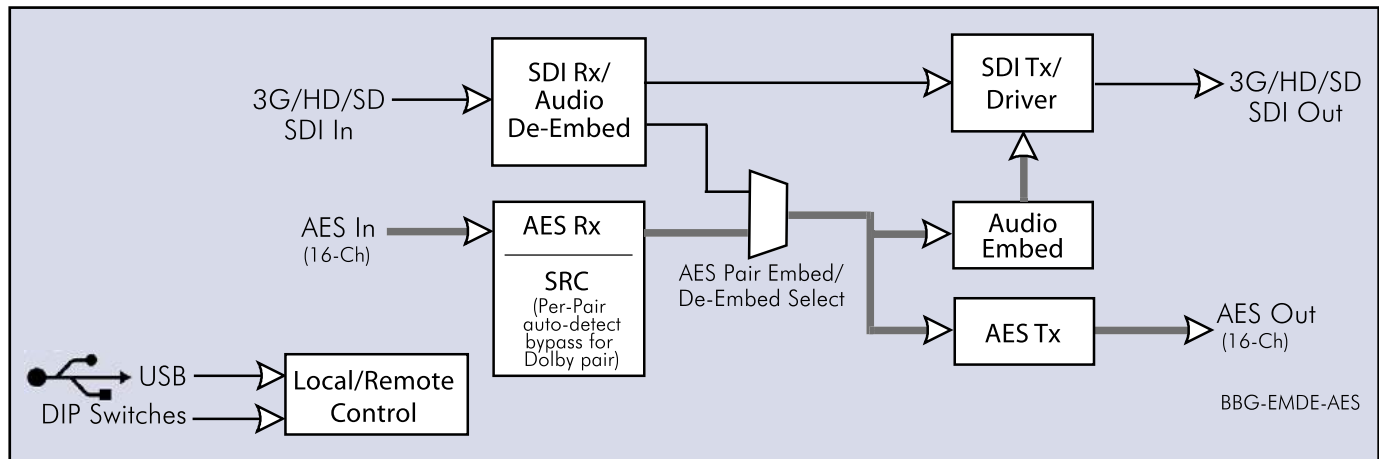 3G/HD/SD
SDI In
SDI Rx/
Audio
De-Embed
SDI Tx/
Driver
3G/HD/SD
SDI Out
AES In
(16-Ch)
AES Rx
SRC
(Per-Pair
auto-detect
bypass for
Dolby pair)
AES Pair Embed/
De-Embed Select
Audio
Embed
AES Tx
AES Out
(16-Ch)
USB
DIP Switches
Local/Remote
Control
BBG-EMDE-AES